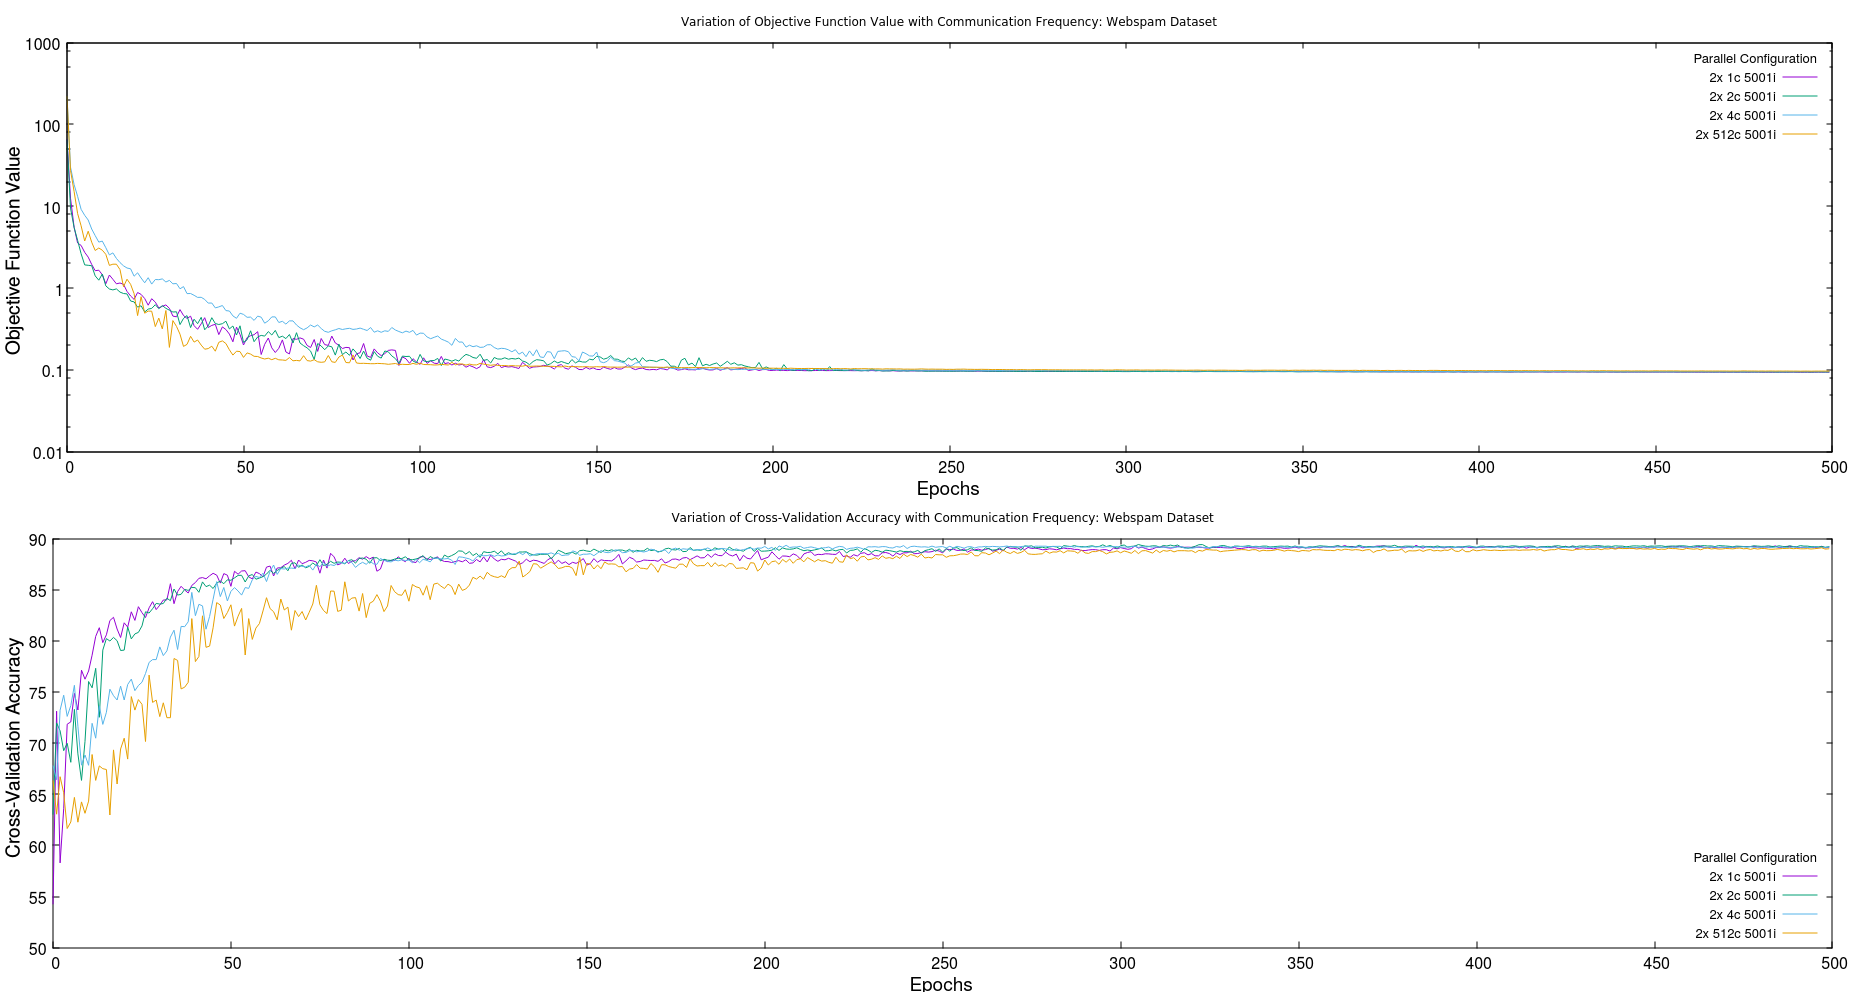 Variation of Objective Function Value with Communication Frequency: Webspam Dataset
1000
100
10
1
0.1
0.01
Objective Function Value
Parallel Configuration
2x 1c 5001i
2x 2c 5001i
2x 4c 5001i
2x 512c 5001i
0 50 100 150 200 250 300 350 400 450 500
Epochs
Variation of Cross-Validation Accuracy with Communication Frequency: Webspam Dataset
90
85
80
75
70
65
60
55
50
Cross-Validation Accuracy
Parallel Configuration
2x 1c 5001i
2x 2c 5001i
2x 4c 5001i
2x 512c 5001i
0 50 100 150 200 250 300 350 400 450 500
Epochs